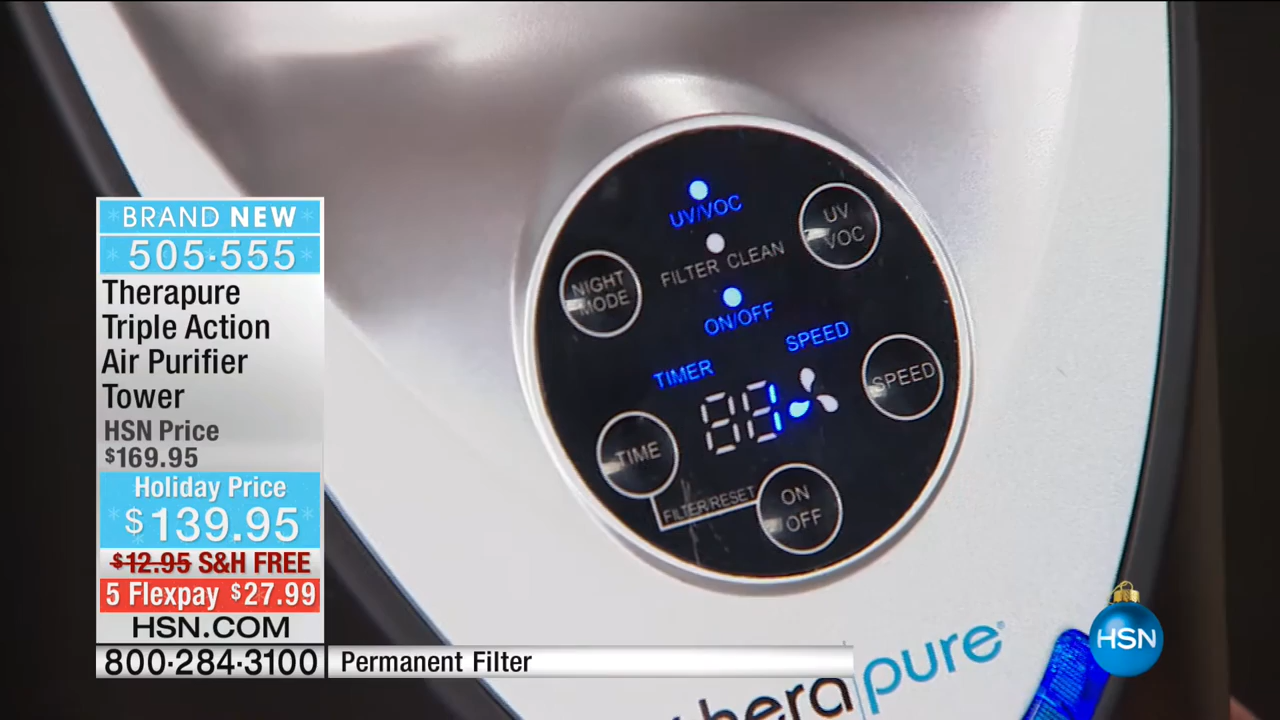 BRAND NEW
505·555
Therapure
Triple Action
Air Purifier
Tower
HSN Price
$169.95
Holiday Price
$139.95
$12.95 S&H FREE
5 Flexpay $27.99
HSN.COM
800·284·3100
Permanent Filter
UV/VOC
UV
VOC
FILTER CLEAN
NIGHT
MODE
ON/OFF
SPEED
TIMER
SPEED
TIME
FILTER/RESET
ON
OFF
therapure®
HSN